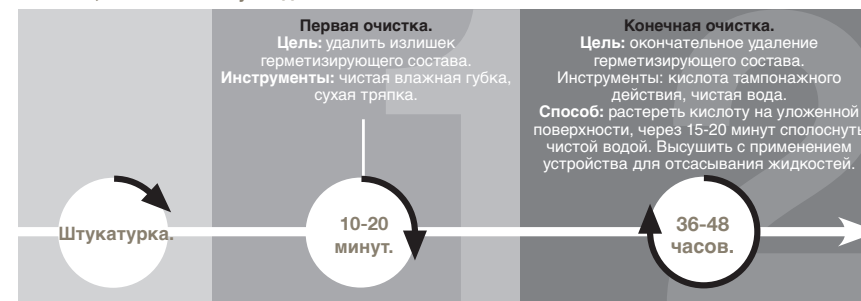 Первая очистка.
Цель: удалить излишек
герметизирующего состава.
Инструменты: чистая влажная губка,
сухая тряпка.
Конечная очистка.
Цель: окончательное удаление
герметизирующего состава.
Инструменты: кислота тампонажного
действия, чистая вода.
Способ: растереть кислоту на уложенной
поверхности, через 15-20 минут сполоснуть
чистой водой. Высушить с применением
устройства для отсасывания жидкостей.
Штукатурка.
10-20
минут.
36-48
часов.
1
2